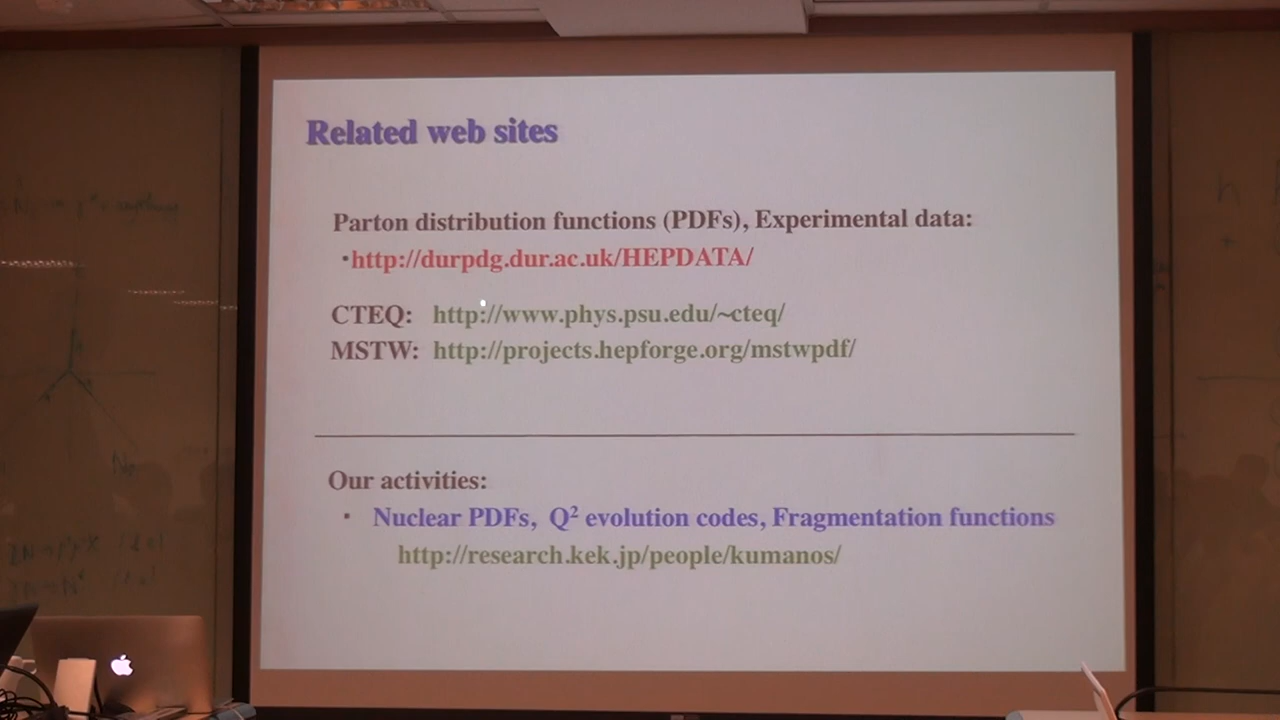 Related web sites
Parton distribution functions (PDFs), Experimental data:
·http://durpdg.dur.ac.uk/HEPDATA/
CTEQ: http://www.phys.psu.edu/~cteq/
MSTW: http://projects.hepforge.org/mstwpdf/
Our activities:
· Nuclear PDFs, Q² evolution codes, Fragmentation functions
http://research.kek.jp/people/kumanos/